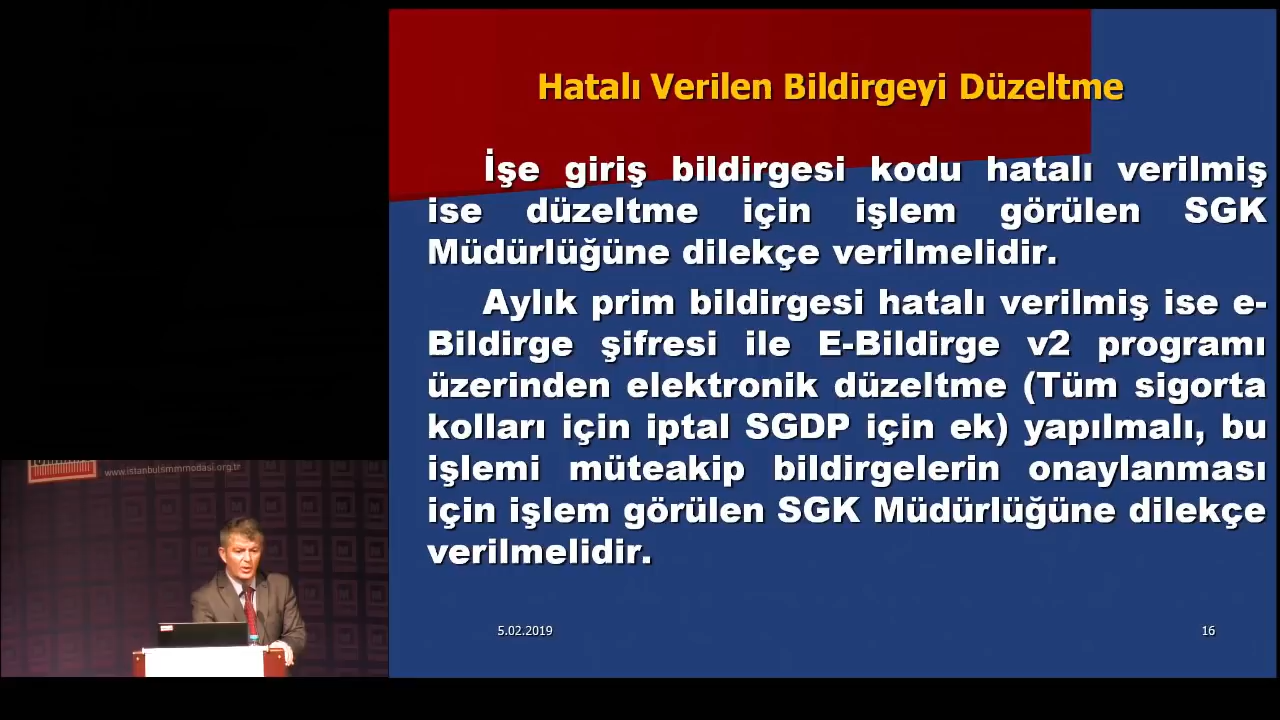 Hatalı Verilen Bildirgeyi Düzeltme
İşe giriş bildirgesi kodu hatalı verilmiş
ise düzeltme için işlem görülen SGK
Müdürlüğüne dilekçe verilmelidir.
Aylık prim bildirgesi hatalı verilmiş ise e-
Bildirge şifresi ile E-Bildirge v2 programı
üzerinden elektronik düzeltme (Tüm sigorta
kolları için iptal SGDP için ek) yapılmalı, bu
işlemi müteakip bildirgelerin onaylanması
için işlem görülen SGK Müdürlüğüne dilekçe
verilmelidir.
5.02.2019
16
www.istanbulsmmmodasi.org.tr